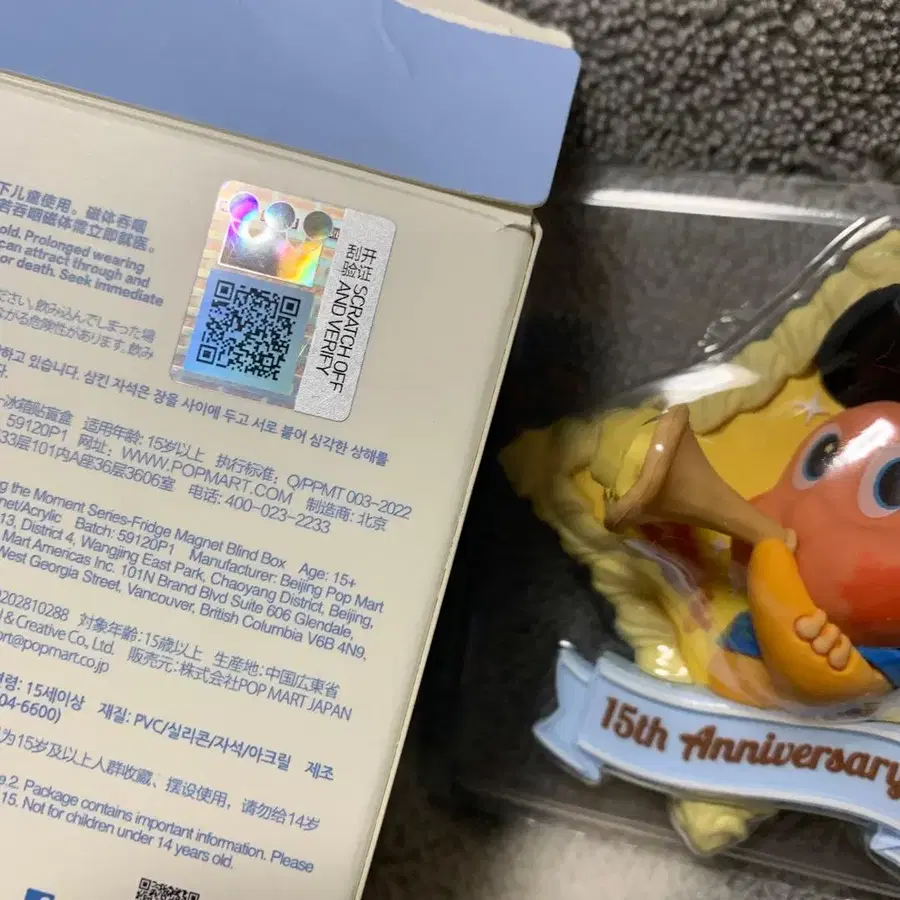 下儿童使用。磁体吞咽
若吞咽磁体需立即就医。
old. Prolonged wearing
can attract through and
or death. Seek immediate
ださい。飲み込んでしまった場
ながる危険性があります。飲み
하고 있습니다. 삼킨 자석은 장을 사이에 두고 서로 붙어 심각한 상해를
다.
冰箱贴盲盒 适用年龄: 15岁以上 执行标准: Q/PPMT 003-2022
59120P1 网址: WWW.POPMART.COM 制造商: 北京
33层101内A座36层3606室 电话: 400-023-2233
ng the Moment Series-Fridge Magnet Blind Box Age: 15+
net/Acrylic Batch: 59120P1 Manufacturer: Beijing Pop Mart
13, District 4, Wangjing East Park, Chaoyang District, Beijing,
Mart Americas Inc. 101N Brand Blvd Suite 606 Glendale,
West Georgia Street, Vancouver, British Columbia V6B 4N9,
0202810288 対象年齢: 15歳以上 生産地: 中国広東省
l & Creative Co., Ltd. 販売元: 株式会社POP MART JAPAN
ort@popmart.co.jp
연령: 15세이상 재질: PVC/실리콘/자석/아크릴 제조
04-6600)
为15岁及以上人群收藏、摆设使用, 请勿给14岁
e.2. Package contains important information. Please
15. Not for children under 14 years old.
开 证 SCRATCH OFF
刮 验 AND VERIFY
15th Anniversary